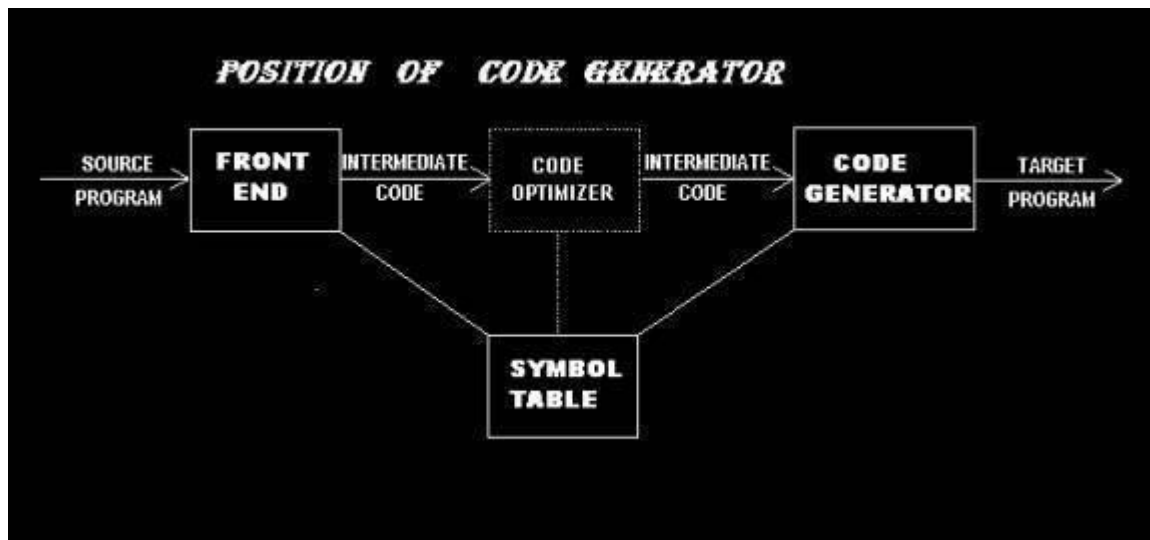 POSITION OF CODE GENERATOR
SOURCE
PROGRAM
FRONT
END
INTERMEDIATE
CODE
CODE
OPTIMIZER
INTERMEDIATE
CODE
CODE
GENERATOR
TARGET
PROGRAM
SYMBOL
TABLE